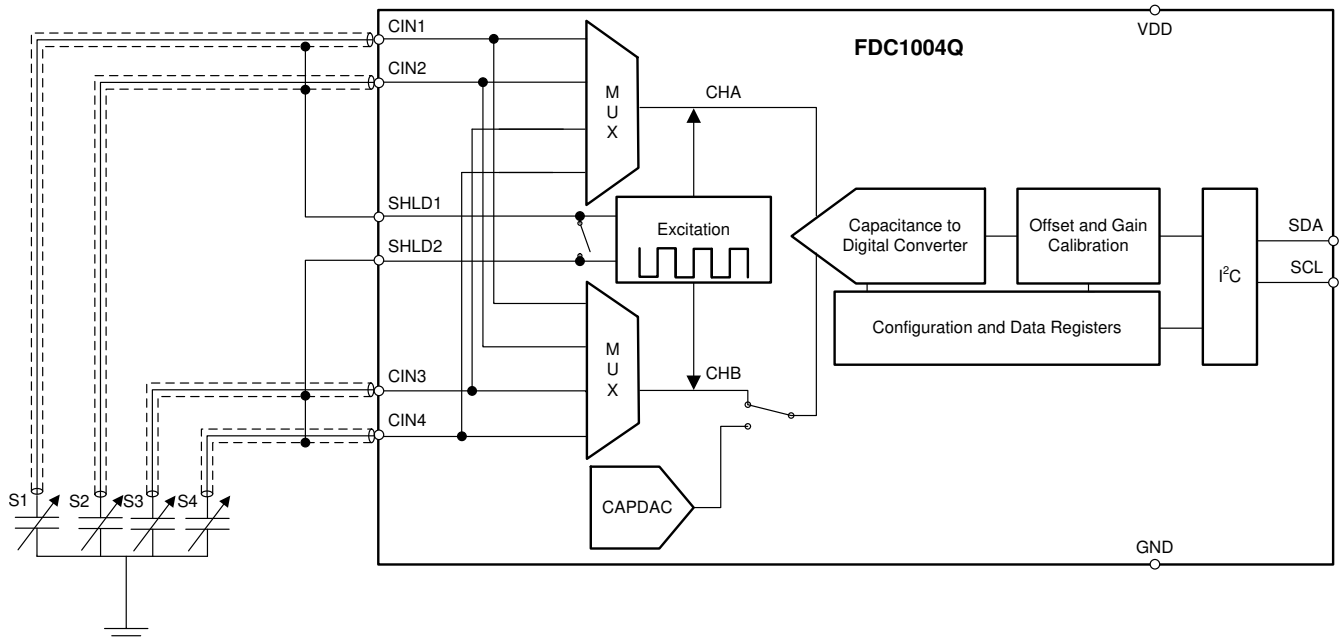 CIN1
FDC1004Q
VDD
CIN2
M
U
X
CHA
SHLD1
Excitation
SHLD2
Capacitance to
Digital Converter
Offset and Gain
Calibration
I²C
SDA
SCL
Configuration and Data Registers
M
U
X
CIN3
CHB
CIN4
CAPDAC
S1
S2
S3
S4
GND